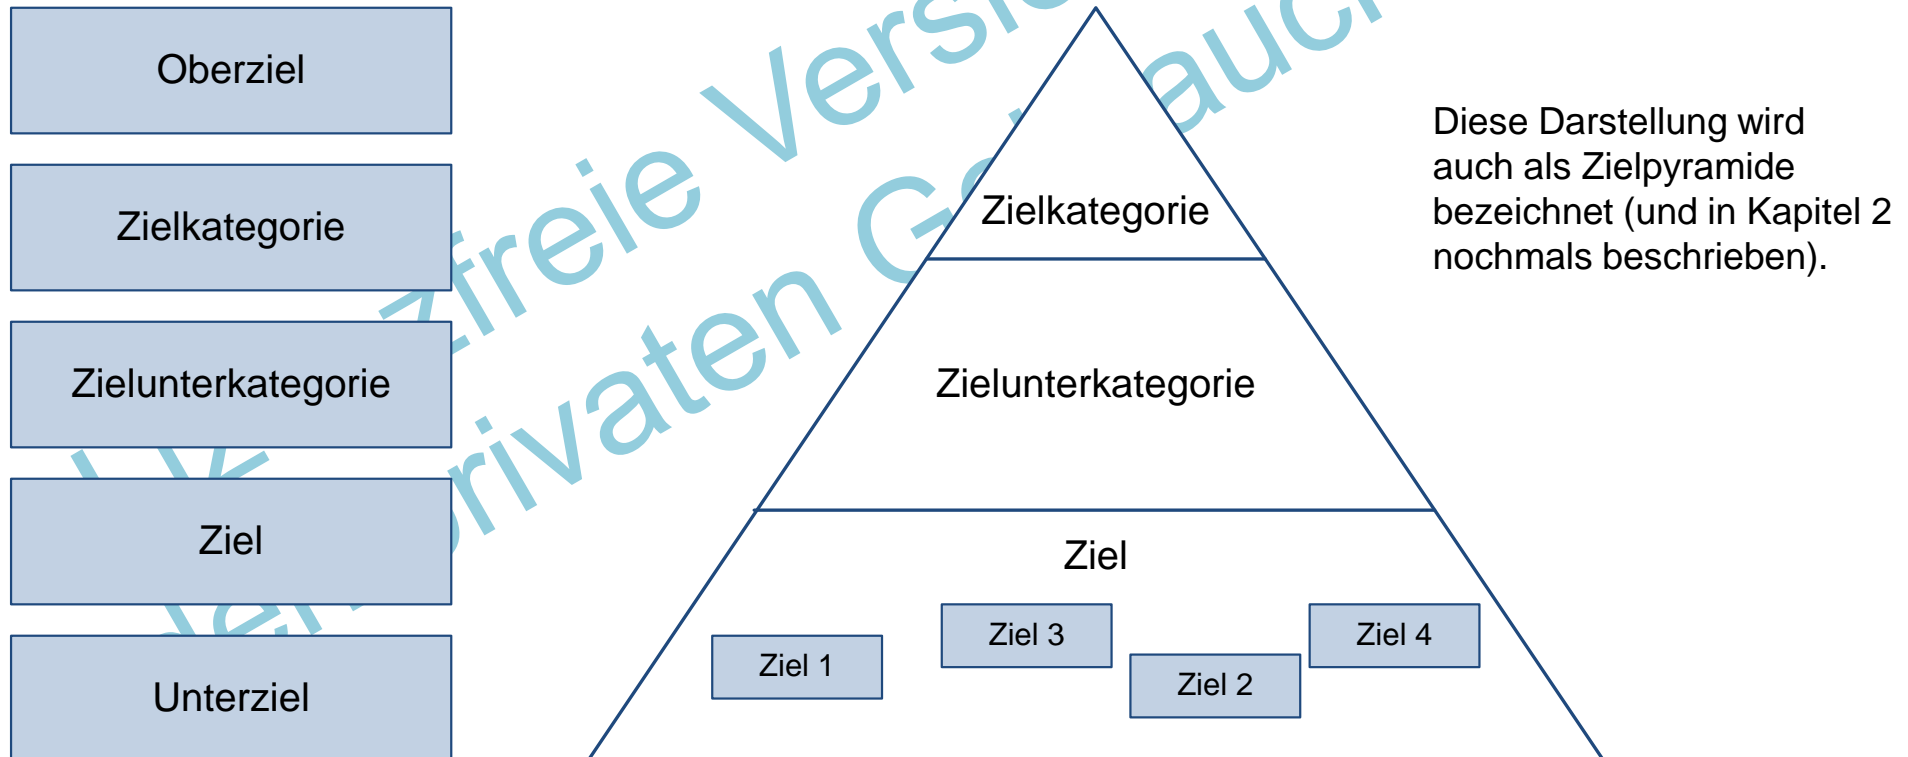 Oberziel
Zielkategorie
Zielunterkategorie
Ziel
Unterziel
Zielkategorie
Zielunterkategorie
Ziel
Ziel 1
Ziel 3
Ziel 2
Ziel 4
Diese Darstellung wird
auch als Zielpyramide
bezeichnet (und in Kapitel 2
nochmals beschrieben).
privaten